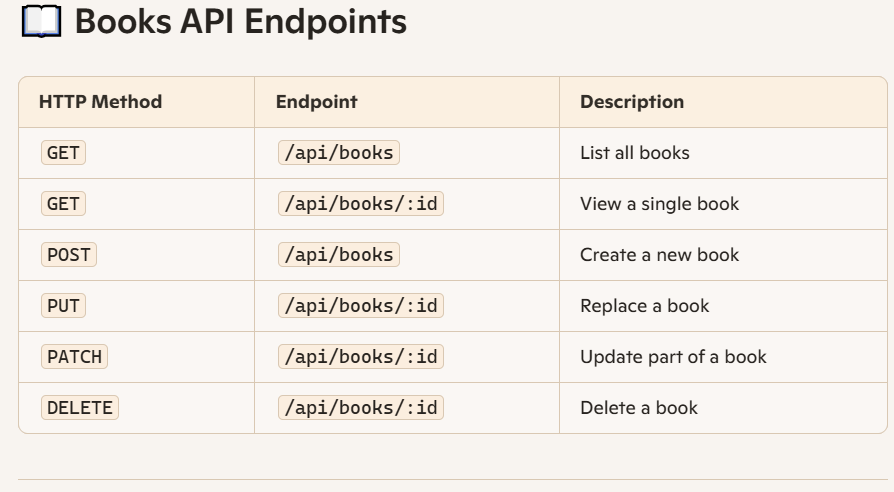 Books API Endpoints
HTTP Method Endpoint Description
GET /api/books List all books
GET /api/books/:id View a single book
POST /api/books Create a new book
PUT /api/books/:id Replace a book
PATCH /api/books/:id Update part of a book
DELETE /api/books/:id Delete a book